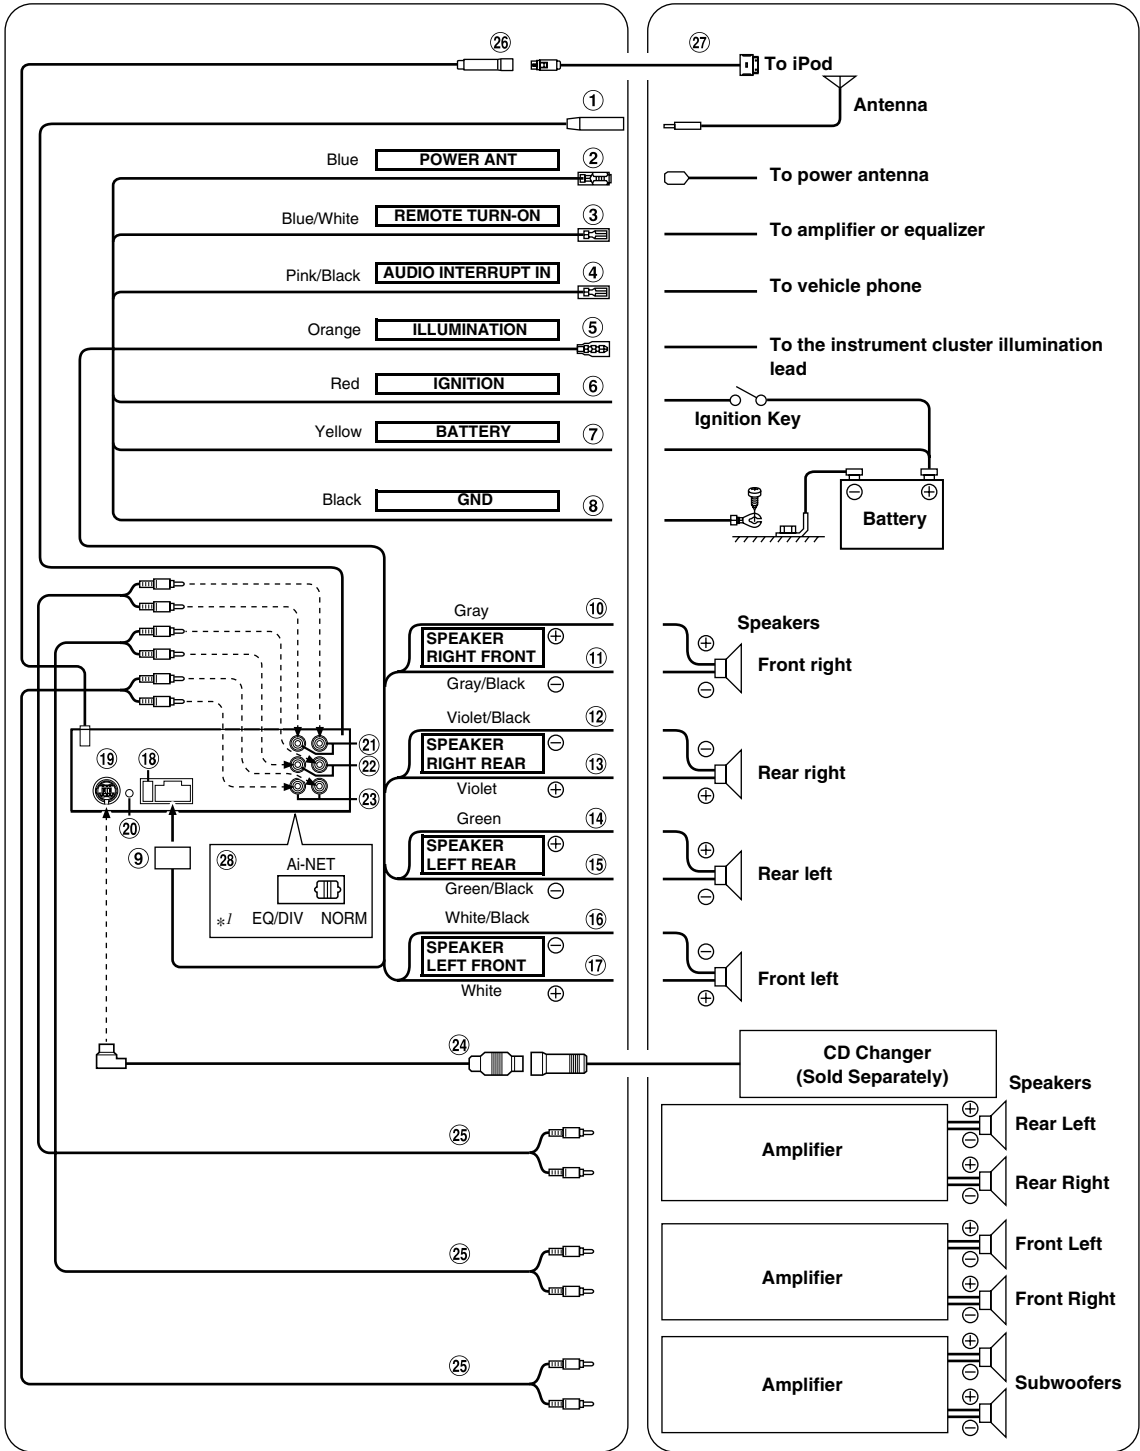 ㉖
㉗
To iPod
①
Antenna
Blue
POWER ANT
②
To power antenna
Blue/White
REMOTE TURN-ON
③
To amplifier or equalizer
Pink/Black
AUDIO INTERRUPT IN
④
To vehicle phone
Orange
ILLUMINATION
⑤
To the instrument cluster illumination
lead
Red
IGNITION
⑥
Ignition Key
Yellow
BATTERY
⑦
Black
GND
⑧
⊖
⊕
Battery
Gray
⑩
Speakers
SPEAKER
RIGHT FRONT
⊕
⑪
⊕
Front right
Gray/Black
⊖
⊖
Violet/Black
⑫
SPEAKER
RIGHT REAR
⊖
⑬
⊖
Rear right
Violet
⊕
⊕
⑲
⑱
㉑
㉒
㉓
⑳
⑨
Green
⑭
SPEAKER
LEFT REAR
⊕
⑮
⊕
Rear left
Green/Black
⊖
⊖
㉘
Ai-NET
*1
EQ/DIV
NORM
White/Black
⑯
SPEAKER
LEFT FRONT
⊖
⑰
⊖
Front left
White
⊕
⊕
㉔
CD Changer
(Sold Separately)
Speakers
㉕
Amplifier
⊕
⊖
Rear Left
⊕
⊖
Rear Right
㉕
Amplifier
⊕
⊖
Front Left
⊕
⊖
Front Right
㉕
Amplifier
⊕
⊖
Subwoofers
⊕
⊖